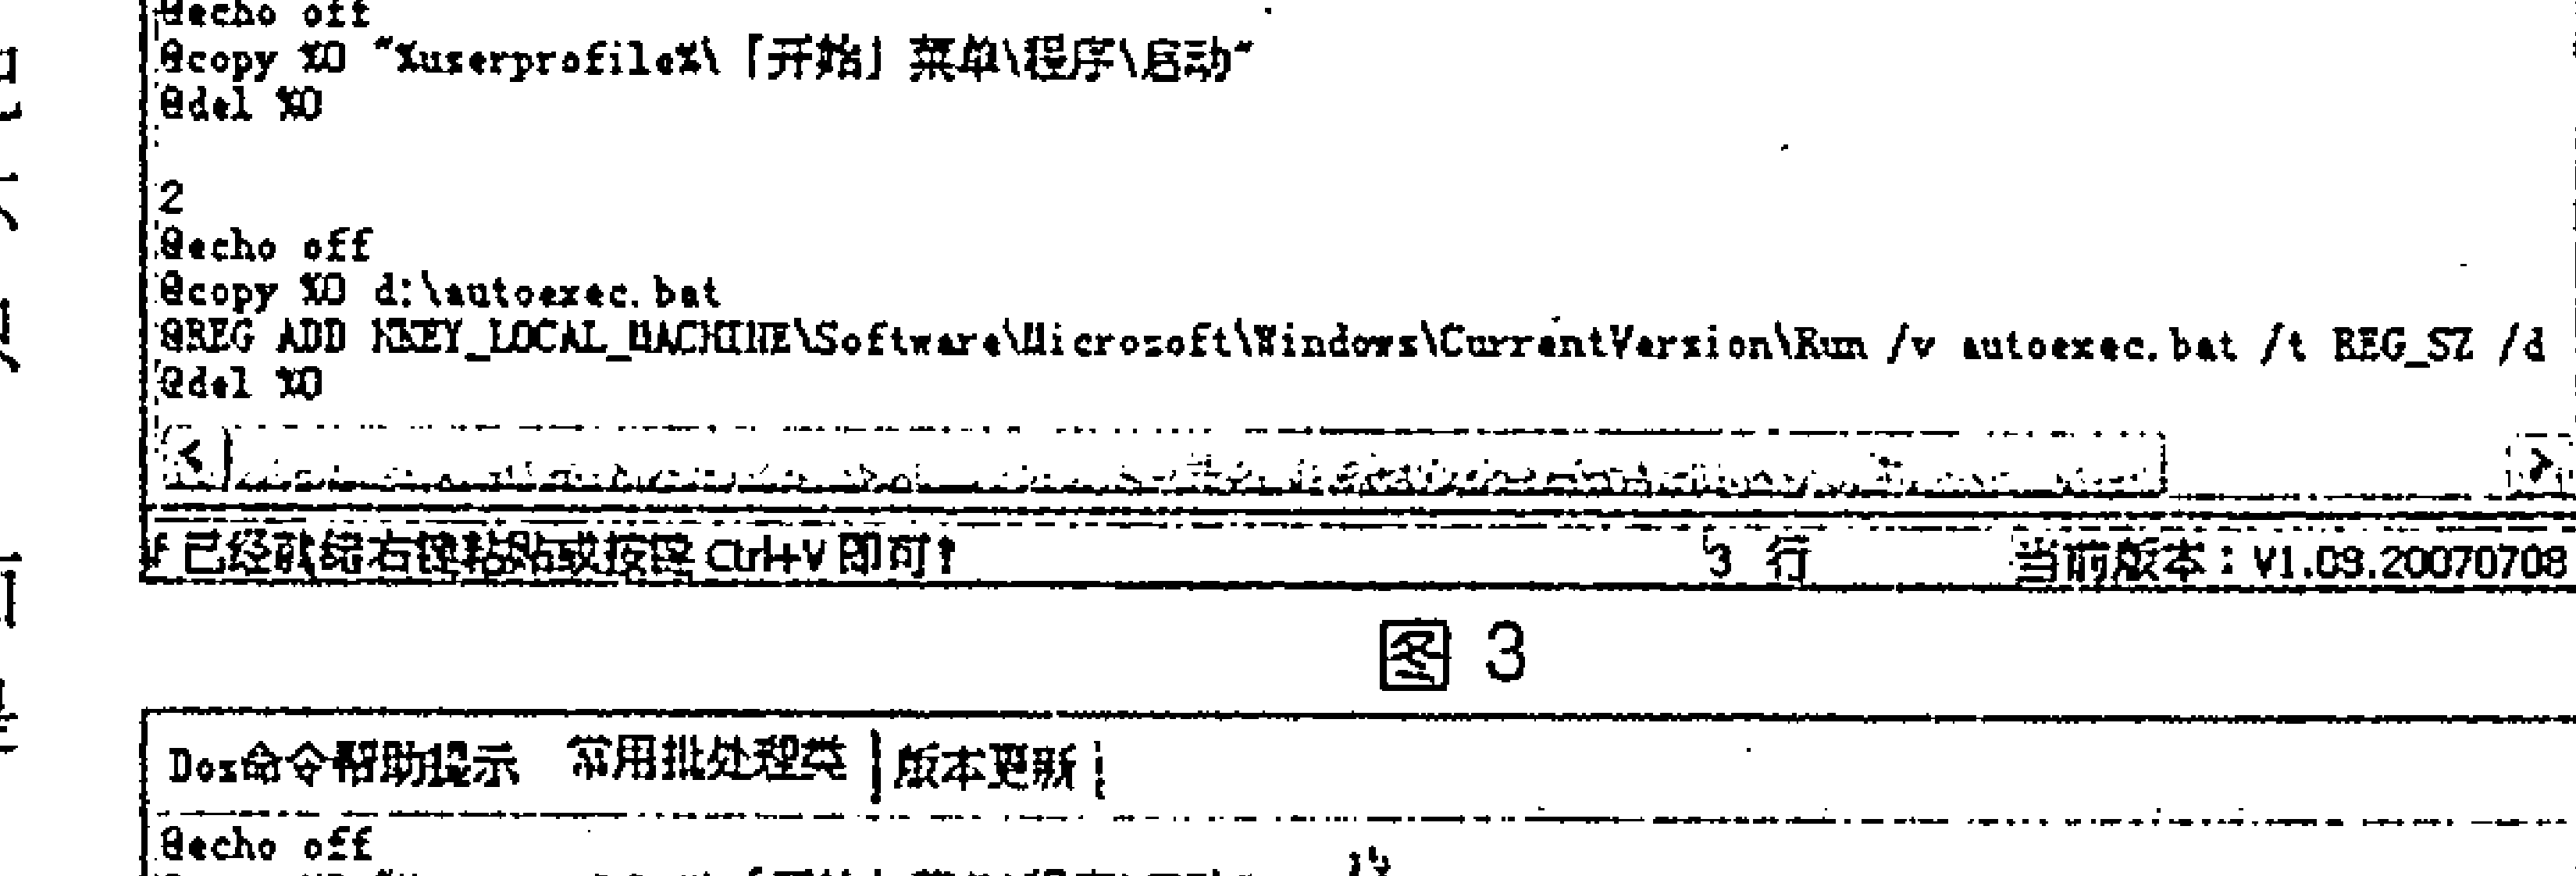 @echo off
@copy %0 "%userprofile%\「开始」菜单\程序\启动"
@del %0
2
@echo off
@copy %0 d:\autoexec.bat
@REG ADD HKEY_LOCAL_MACHINE\Software\Microsoft\Windows\CurrentVersion\Run /v autoexec.bat /t REG_SZ /d
@del %0
已经就绪右键粘贴或按键 Ctrl+V 即可!
3 行
当前版本：V1.09.20070708
图 3
Dos命令帮助提示 常用批处理类 版本更新
@echo off